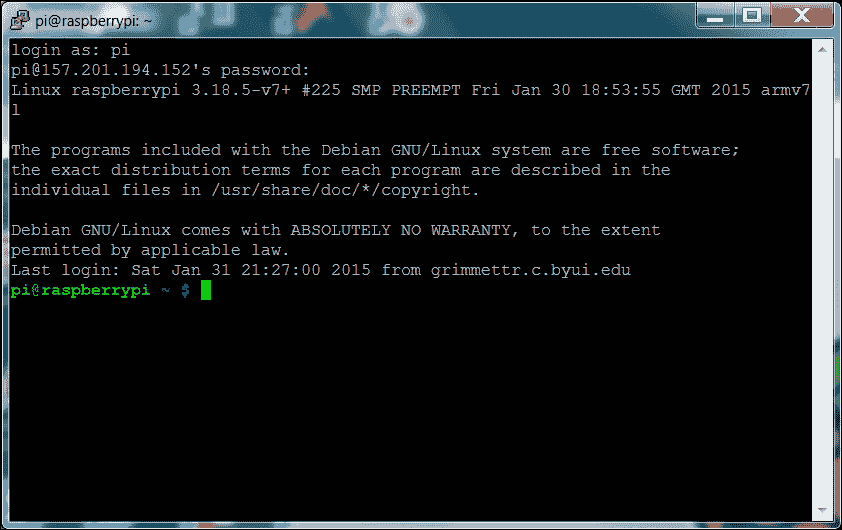 pi@raspberrypi: ~
login as: pi
pi@157.201.194.152's password:
Linux raspberrypi 3.18.5-v7+ #225 SMP PREEMPT Fri Jan 30 18:53:55 GMT 2015 armv7
l
The programs included with the Debian GNU/Linux system are free software;
the exact distribution terms for each program are described in the
individual files in /usr/share/doc/*/copyright.
Debian GNU/Linux comes with ABSOLUTELY NO WARRANTY, to the extent
permitted by applicable law.
Last login: Sat Jan 31 21:27:00 2015 from grimmettr.c.byui.edu
pi@raspberrypi ~ $